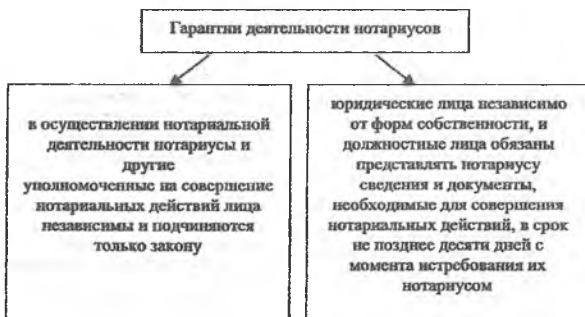 Гарантии деятельности нотариусов
в осуществлении нотариальной
деятельности нотариусы и
другие
уполномоченные на совершение
нотариальных действий лица
независимы и подчиняются
только закону
юридические лица независимо
от форм собственности, и
должностные лица обязаны
представлять нотариусу
сведения и документы,
необходимые для совершения
нотариальных действий, в срок
не позднее десяти дней с
момента истребования их
нотариусом